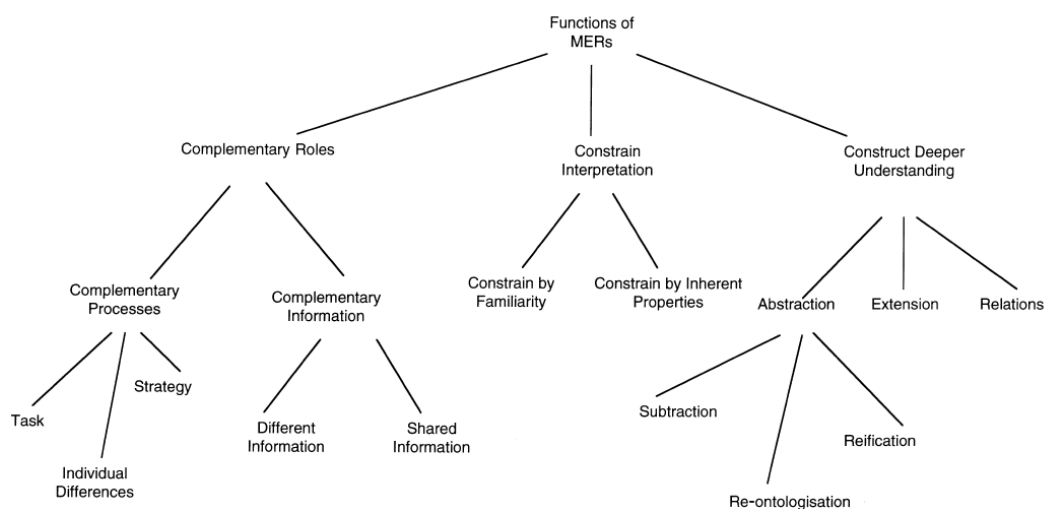 Functions of
MERs
Complementary Roles
Constrain
Interpretation
Construct Deeper
Understanding
Complementary
Processes
Complementary
Information
Constrain by
Familiarity
Constrain by Inherent
Properties
Abstraction
Extension
Relations
Task
Individual
Differences
Strategy
Different
Information
Shared
Information
Subtraction
Re-ontologisation
Reification